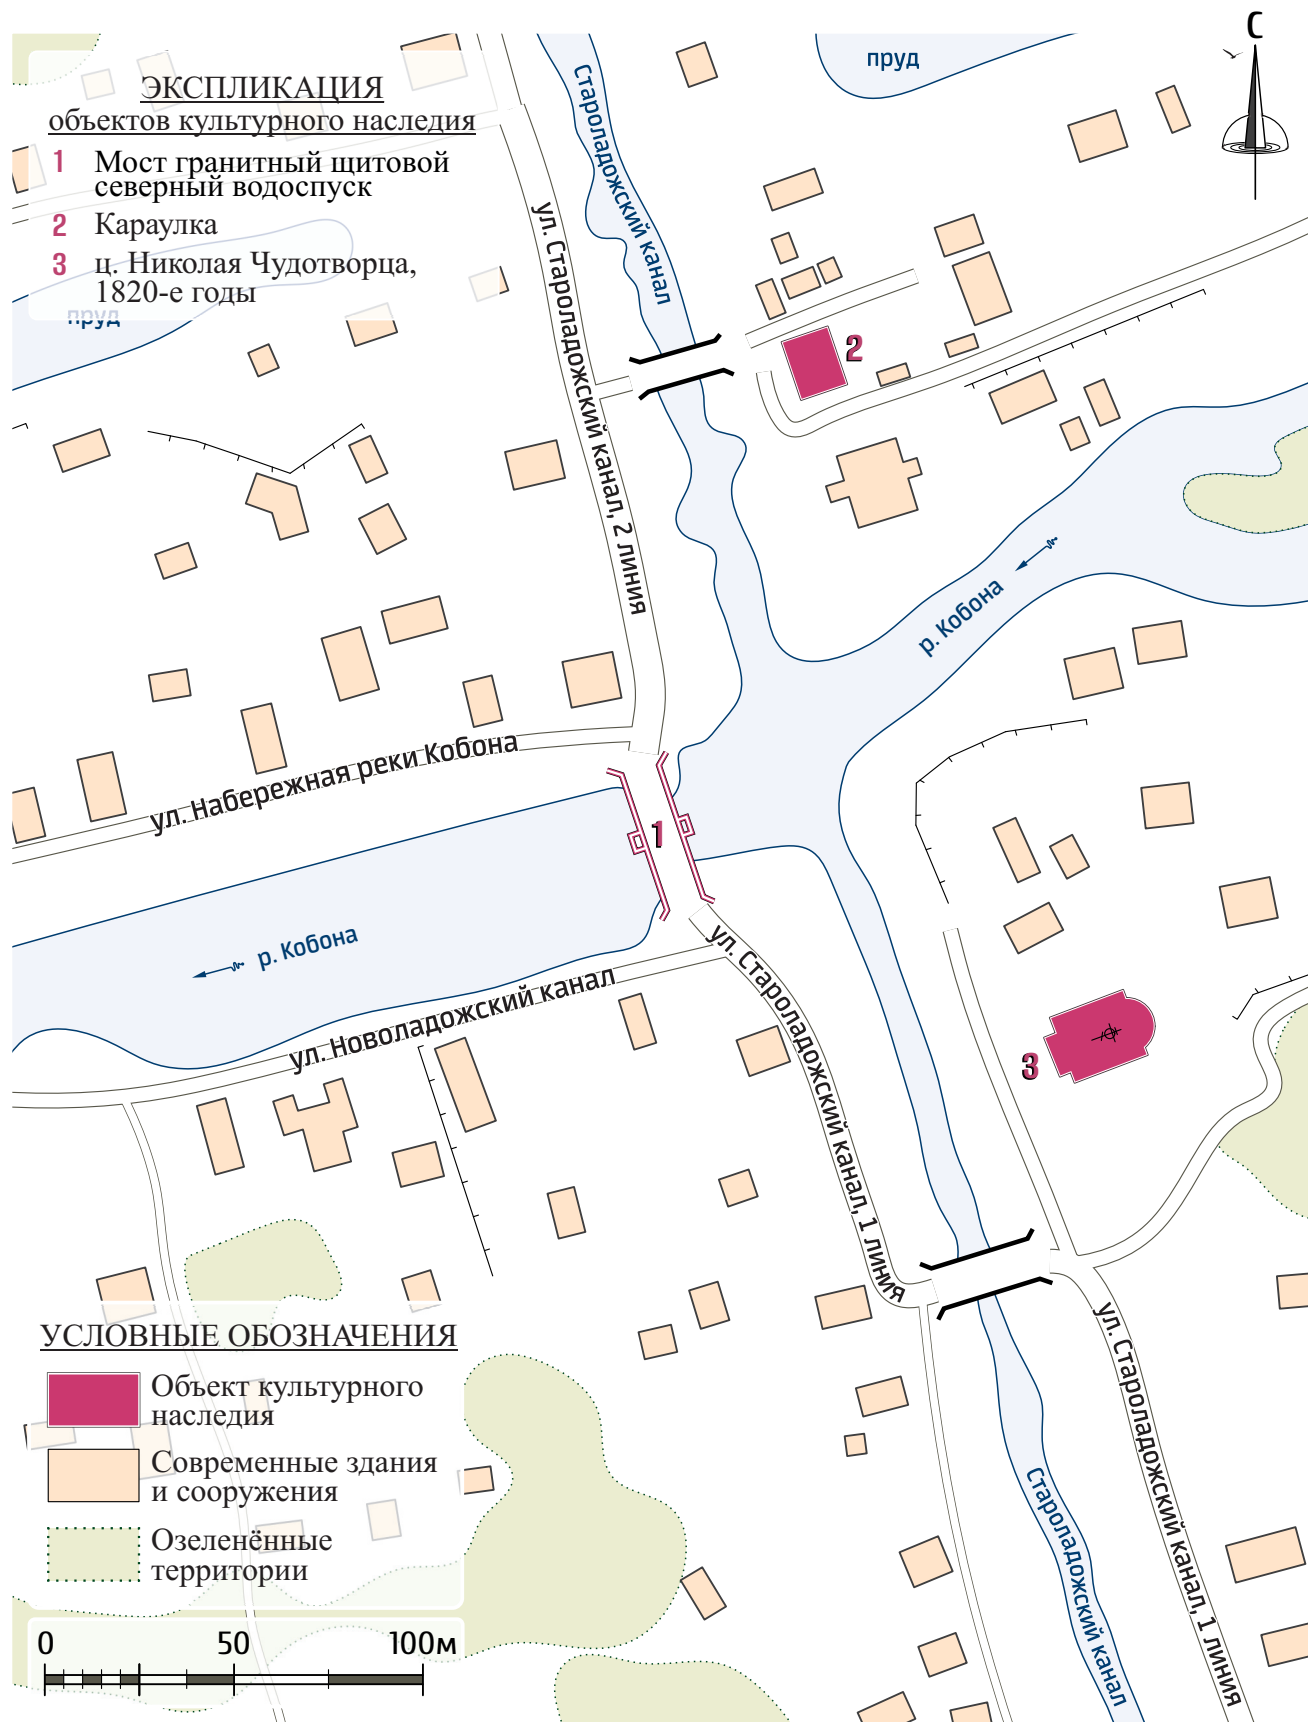 С
пруд
Староладожский канал
ЭКСПЛИКАЦИЯ
объектов культурного наследия
1 Мост гранитный щитовой
северный водоспуск
2 Караулка
3 ц. Николая Чудотворца,
1820-е годы
пруд
ул. Староладожский канал, 2 линия
2
р. Кобона
ул. Набережная реки Кобона
1
р. Кобона
ул. Новоладожский канал
ул. Староладожский канал, 1 линия
3
ул. Староладожский канал, 1 линия
Староладожский канал
УСЛОВНЫЕ ОБОЗНАЧЕНИЯ
Объект культурного
наследия
Современные здания
и сооружения
Озеленённые
территории
0 50 100м